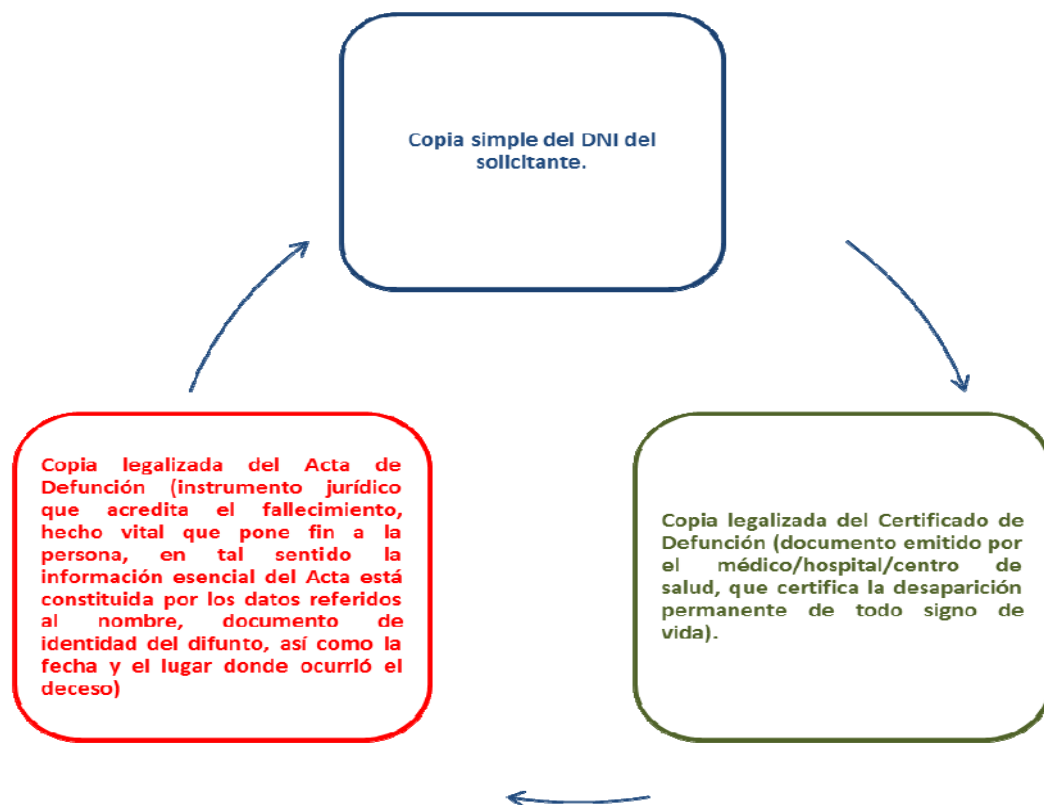 Copia simple del DNI del
solicitante.
Copia legalizada del Certificado de
Defunción (documento emitido por
el médico/hospital/centro de
salud, que certifica la desaparición
permanente de todo signo de
vida).
Copia legalizada del Acta de
Defunción (instrumento jurídico
que acredita el fallecimiento,
hecho vital que pone fin a la
persona, en tal sentido la
información esencial del Acta está
constituida por los datos referidos
al nombre, documento de
identidad del difunto, así como la
fecha y el lugar donde ocurrió el
deceso)